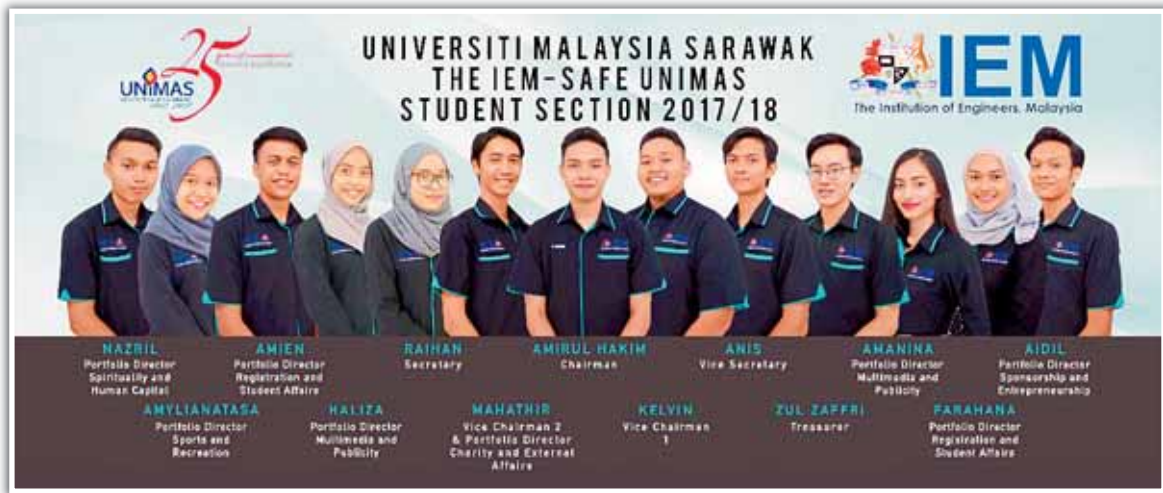 25
UNIMAS
UNIVERSITI MALAYSIA SARAWAK
THE IEM-SAFE UNIMAS
STUDENT SECTION 2017/18
IEM
The Institution of Engineers, Malaysia
NAZRIL
Portfolio Director
Spirituality and
Human Capital
AMIEN
Portfolio Director
Registration and
Student Affairs
RAIHAN
Secretary
AMIRUL HAKIM
Chairman
ANIS
Vice Secretary
AMANINA
Portfolio Director
Multimedia and
Publicity
AIDIL
Portfolio Director
Sponsorship and
Entrepreneurship
AMYLIANATASA
Portfolio Director
Sports and
Recreation
HALIZA
Portfolio Director
Multimedia and
Publicity
MAHATHIR
Vice Chairman 2
& Portfolio Director
Charity and External
Affairs
KELVIN
Vice Chairman
1
ZUL ZAFFRI
Treasurer
FARAHANA
Portfolio Director
Registration and
Student Affairs